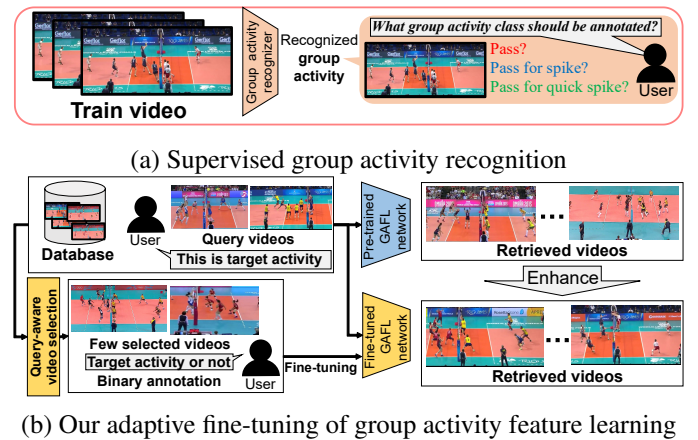 Group activity
recognizer
Recognized
group
activity
What group activity class should be annotated?
Pass?
Pass for spike?
Pass for quick spike?
User
Train video
(a) Supervised group activity recognition
Database
User
Query videos
This is target activity
Pre-trained
GAFL
network
Retrieved videos
Enhance
Query-aware
video selection
Few selected videos
Target activity or not
Binary annotation
User
Fine-tuning
Fine-tuned
GAFL
network
Retrieved videos
(b) Our adaptive fine-tuning of group activity feature learning